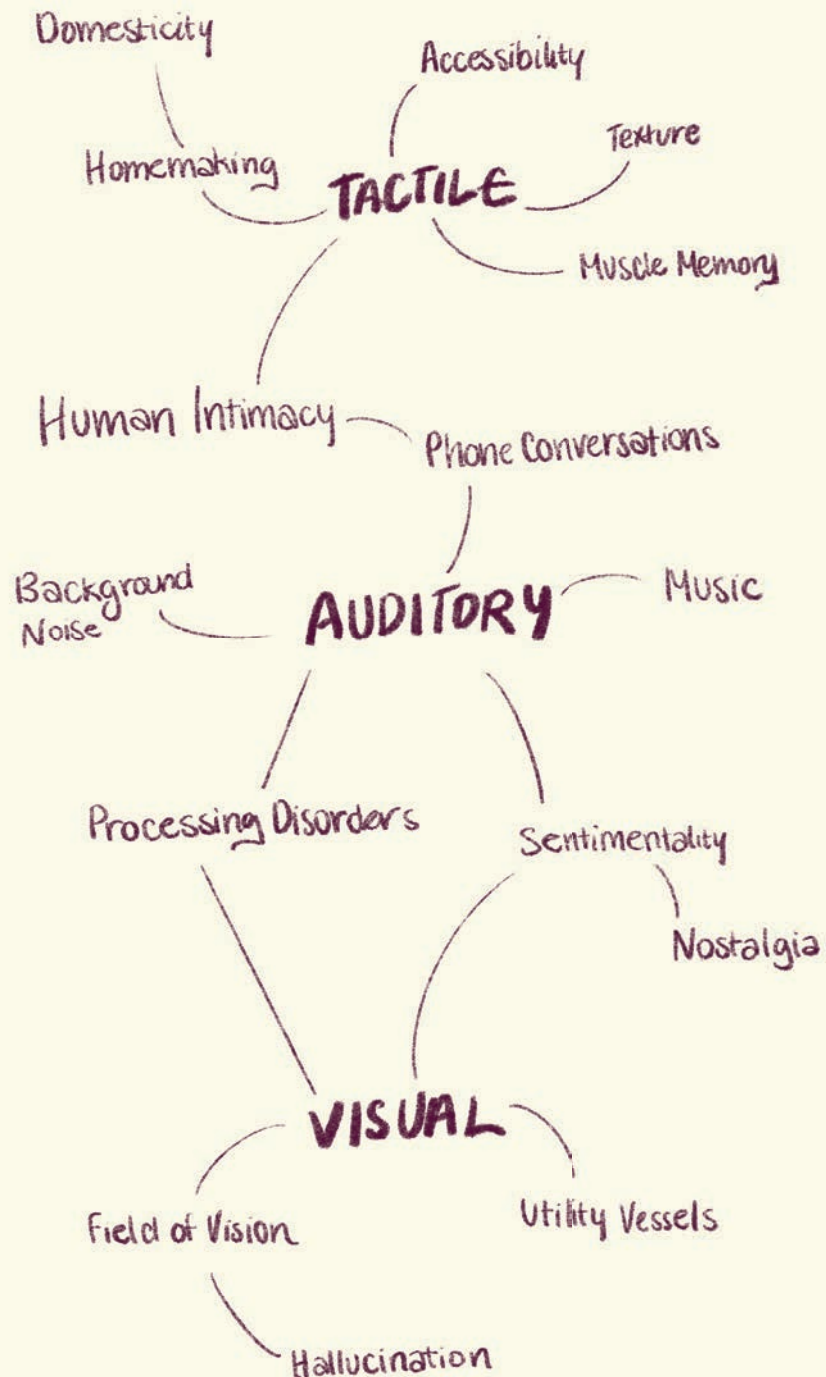 Domesticity
Accessibility
Texture
Homemaking
TACTILE
Muscle Memory
Human Intimacy
Phone Conversations
Background
Noise
AUDITORY
Music
Processing Disorders
Sentimentality
Nostalgia
VISUAL
Field of Vision
Utility Vessels
Hallucination